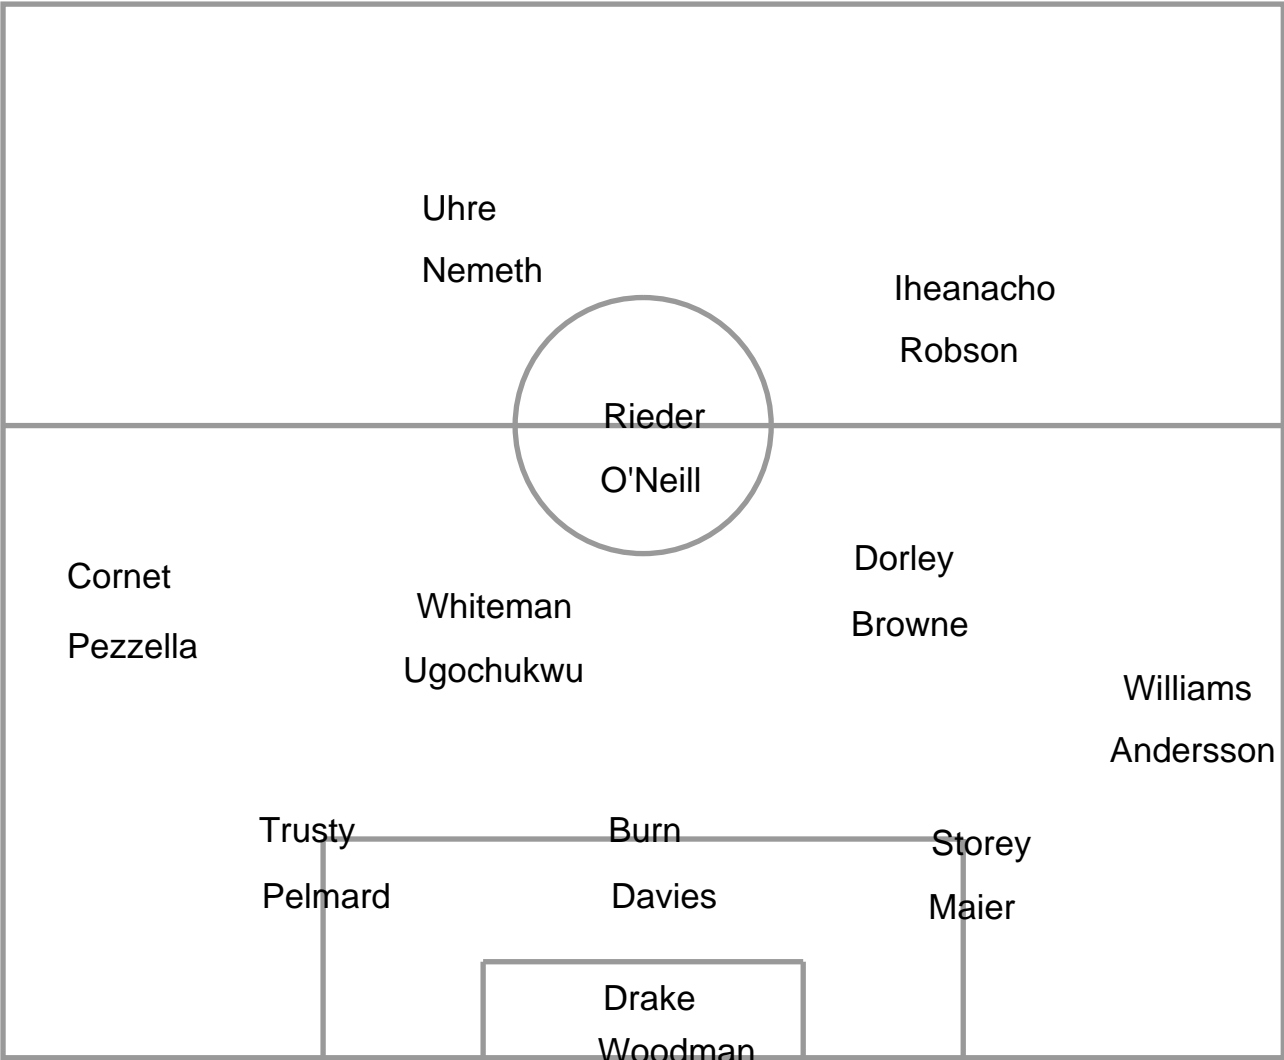 Uhre
Nemeth
Iheanacho
Robson
Rieder
O'Neill
Cornet
Pezzella
Whiteman
Ugochukwu
Dorley
Browne
Williams
Andersson
Trusty
Pelmard
Burn
Davies
Storey
Maier
Drake
Woodman